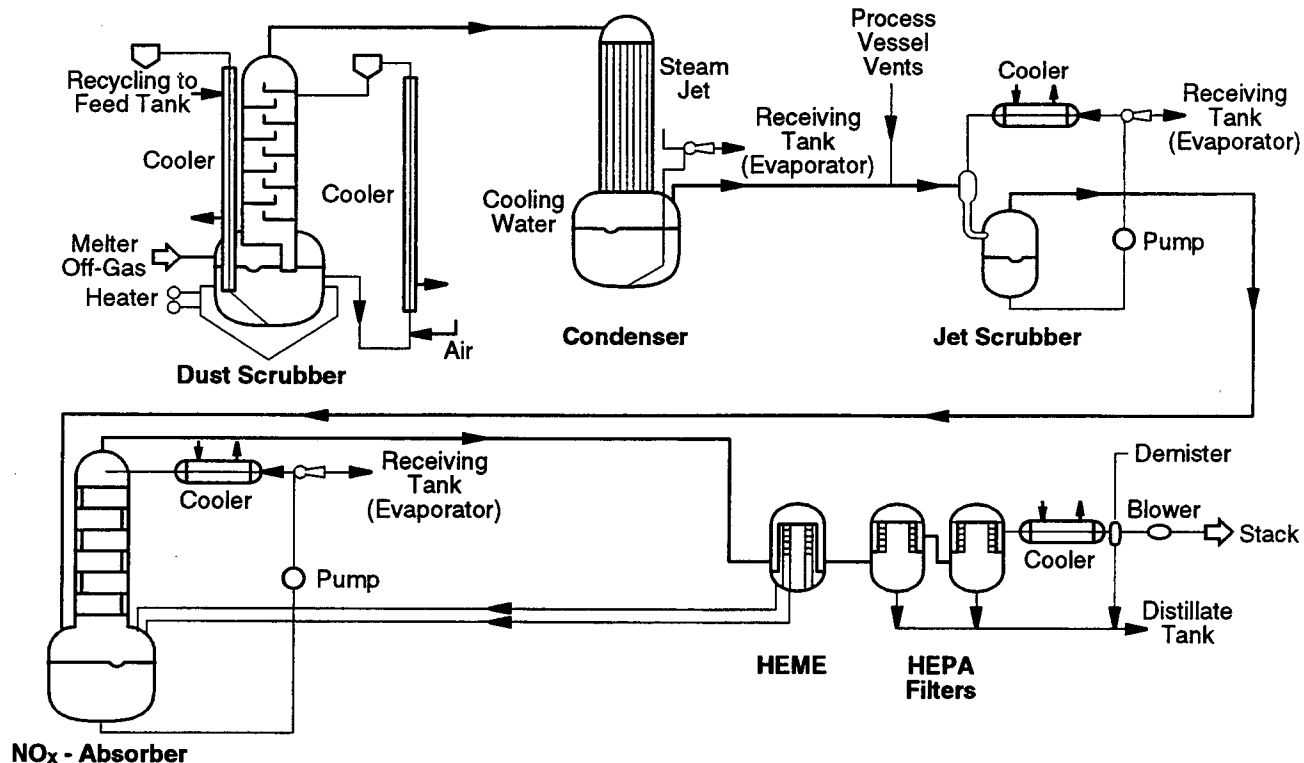 Process
Vessel
Vents
Recycling to
Feed Tank
Cooler
Cooler
Melter
Off-Gas
Heater
Air
Dust Scrubber
Steam
Jet
Receiving
Tank
(Evaporator)
Cooling
Water
Condenser
Cooler
Receiving
Tank
(Evaporator)
Pump
Jet Scrubber
Cooler
Receiving
Tank
(Evaporator)
Pump
NOx - Absorber
HEME
HEPA
Filters
Demister
Blower
Stack
Cooler
Distillate
Tank